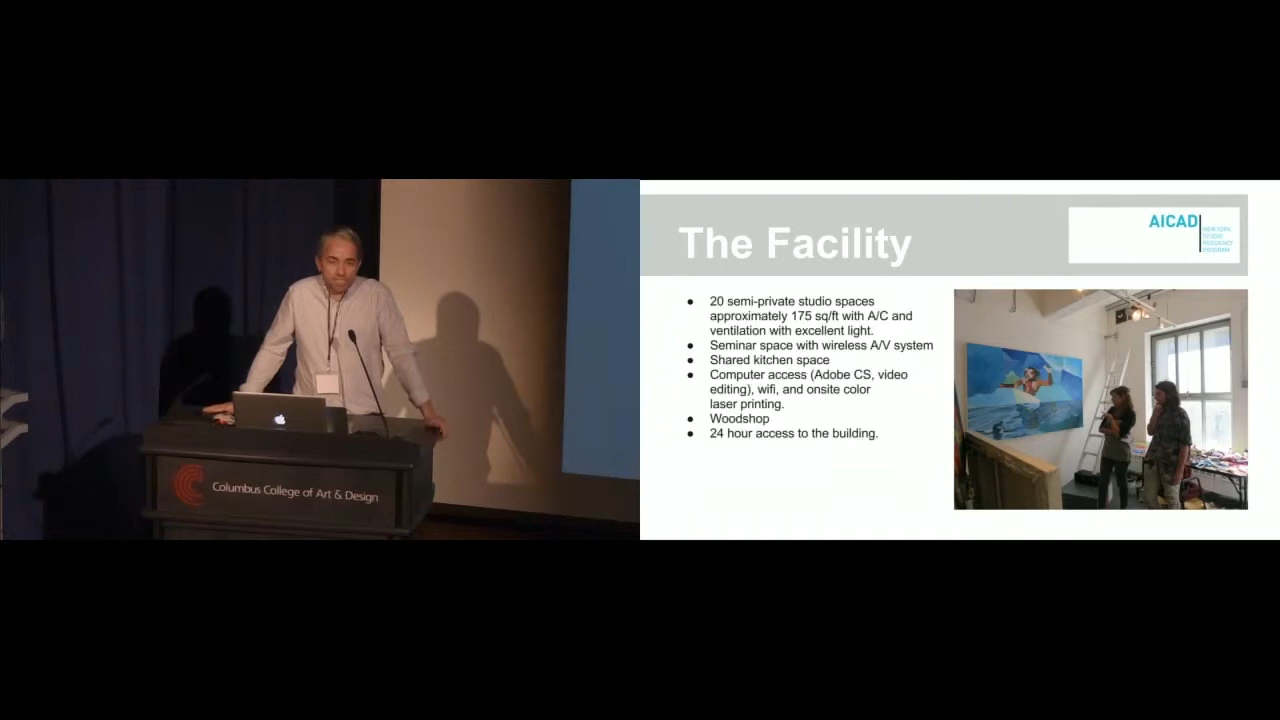 Columbus College of Art & Design
The Facility
AICAD
NEW YORK
STUDIO
RESIDENCY
PROGRAM
● 20 semi-private studio spaces
approximately 175 sq/ft with A/C and
ventilation with excellent light.
● Seminar space with wireless A/V system
● Shared kitchen space
● Computer access (Adobe CS, video
editing), wifi, and onsite color
laser printing.
● Woodshop
● 24 hour access to the building.